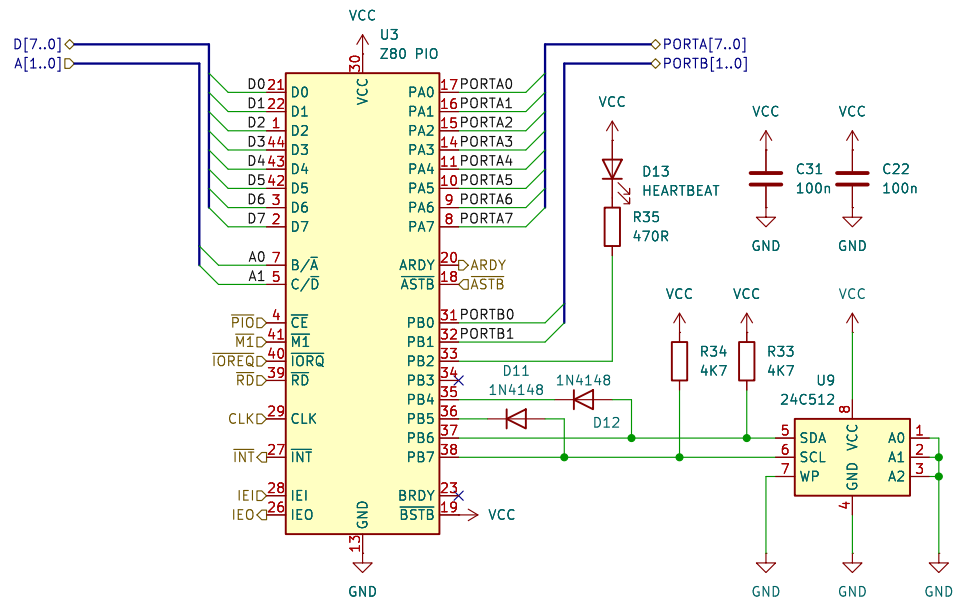 VCC
U3
Z80 PIO
D[7..0]
A[1..0]
PORTA[7..0]
PORTB[1..0]
30
VCC
D0 21 D0
D1 22 D1
D2 1 D2
D3 44 D3
D4 43 D4
D5 42 D5
D6 3 D6
D7 2 D7
A0 7 B/A
A1 5 C/D
PIO 4 CE
M1 41 M1
IOREQ 40 IORQ
RD 39 RD
CLK 29 CLK
INT 27 INT
IEI 28 IEI
IEO 26 IEO
PA0 17 PORTA0
PA1 16 PORTA1
PA2 15 PORTA2
PA3 14 PORTA3
PA4 11 PORTA4
PA5 10 PORTA5
PA6 9 PORTA6
PA7 8 PORTA7
ARDY 20 ARDY
ASTB 18 ASTB
PB0 31 PORTB0
PB1 32 PORTB1
PB2 33
PB3 34
PB4 35
PB5 36
PB6 37
PB7 38
BRDY 23
BSTB 19 VCC
GND
13
GND
VCC
D13
HEARTBEAT
R35
470R
D11
1N4148
1N4148
D12
VCC
C31
100n
GND
VCC
C22
100n
GND
VCC
R34
4K7
VCC
R33
4K7
VCC
U9
24C512
8
VCC
5 SDA
6 SCL
7 WP
A0 1
A1 2
A2 3
GND
4
GND
GND
GND